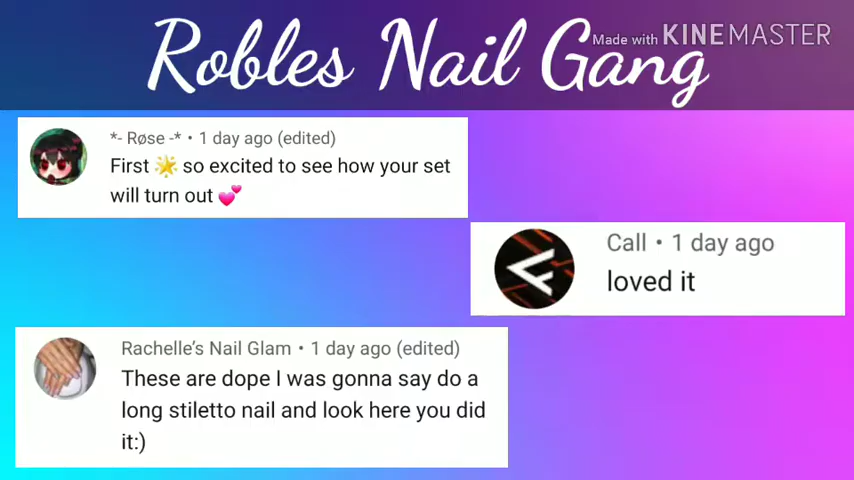 Robles Nail Gang
Made with KINEMASTER
*- Røse -* • 1 day ago (edited)
First 🌟 so excited to see how your set
will turn out 💕
Call • 1 day ago
loved it
Rachelle's Nail Glam • 1 day ago (edited)
These are dope I was gonna say do a
long stiletto nail and look here you did
it:)